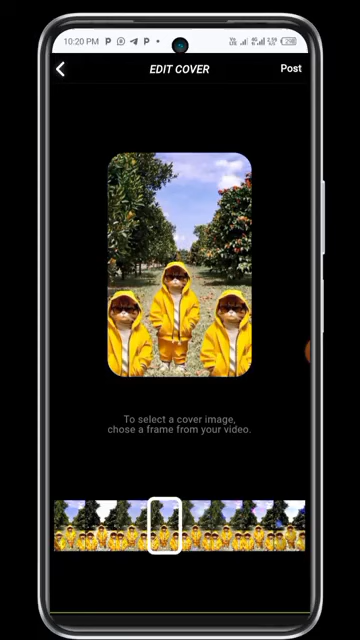 10:20 PM
EDIT COVER
Post
To select a cover image,
chose a frame from your video.